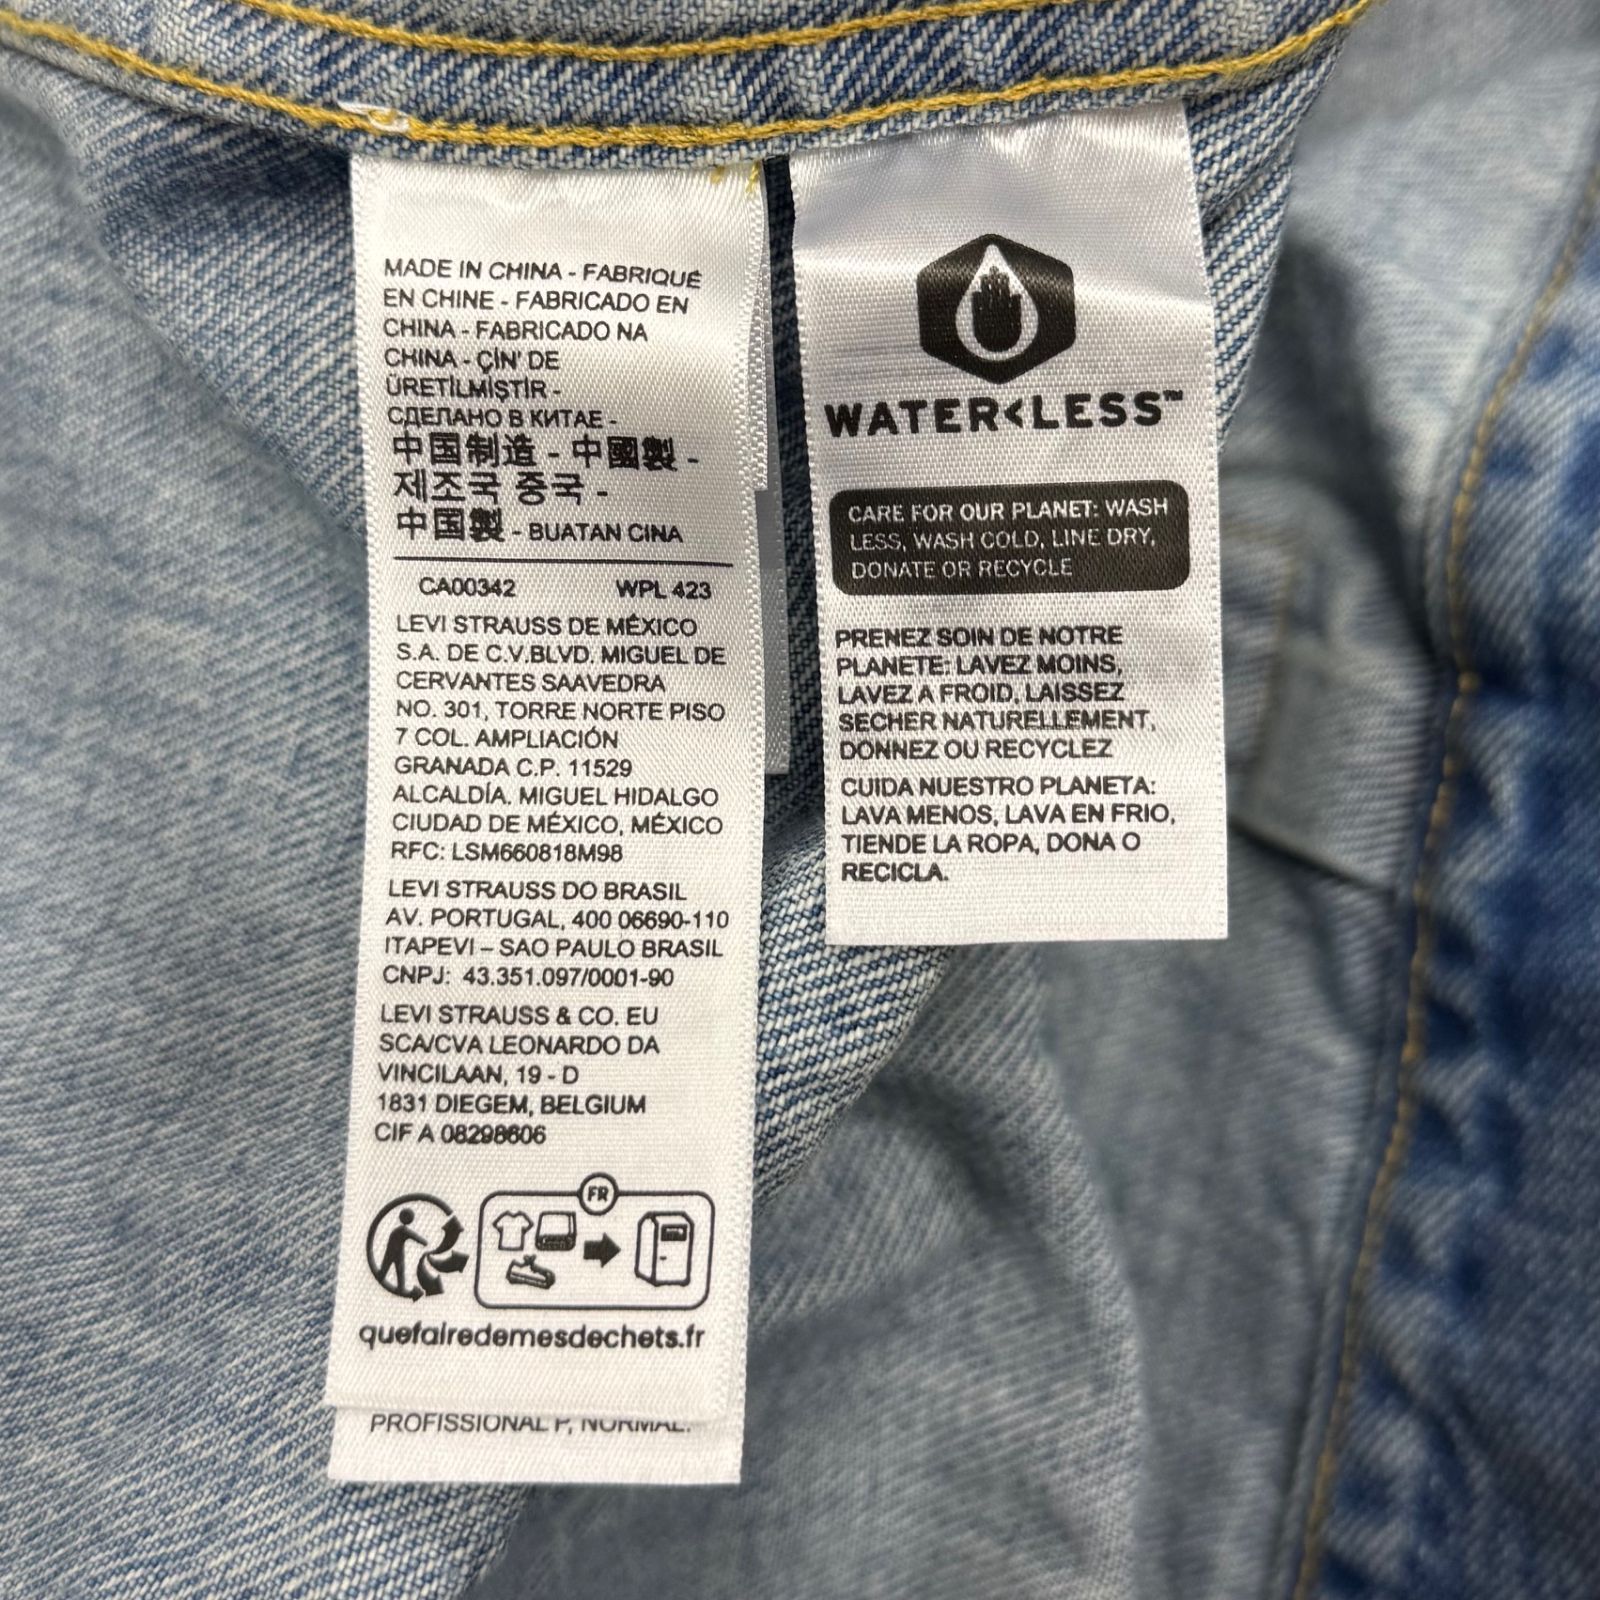 MADE IN CHINA - FABRIQUÉ
EN CHINE - FABRICADO EN
CHINA - FABRICADO NA
CHINA - ÇİN' DE
ÜRETİLMİŞTİR -
СДЕЛАНО В КИТАЕ -
中国制造 - 中國製 -
제조국 중국 -
中国製 - BUATAN CINA
CA00342 WPL 423
LEVI STRAUSS DE MÉXICO
S.A. DE C.V.BLVD. MIGUEL DE
CERVANTES SAAVEDRA
NO. 301, TORRE NORTE PISO
7 COL. AMPLIACIÓN
GRANADA C.P. 11529
ALCALDÍA. MIGUEL HIDALGO
CIUDAD DE MÉXICO, MÉXICO
RFC: LSM660818M98
LEVI STRAUSS DO BRASIL
AV. PORTUGAL, 400 06690-110
ITAPEVI – SAO PAULO BRASIL
CNPJ: 43.351.097/0001-90
LEVI STRAUSS & CO. EU
SCA/CVA LEONARDO DA
VINCILAAN, 19 - D
1831 DIEGEM, BELGIUM
CIF A 08298606
FR
quefairedemesdechets.fr
PROFISSIONAL P, NORMAL.
WATER<LESS™
CARE FOR OUR PLANET: WASH
LESS, WASH COLD, LINE DRY,
DONATE OR RECYCLE
PRENEZ SOIN DE NOTRE
PLANETE: LAVEZ MOINS,
LAVEZ A FROID, LAISSEZ
SECHER NATURELLEMENT,
DONNEZ OU RECYCLEZ
CUIDA NUESTRO PLANETA:
LAVA MENOS, LAVA EN FRIO,
TIENDE LA ROPA, DONA O
RECICLA.